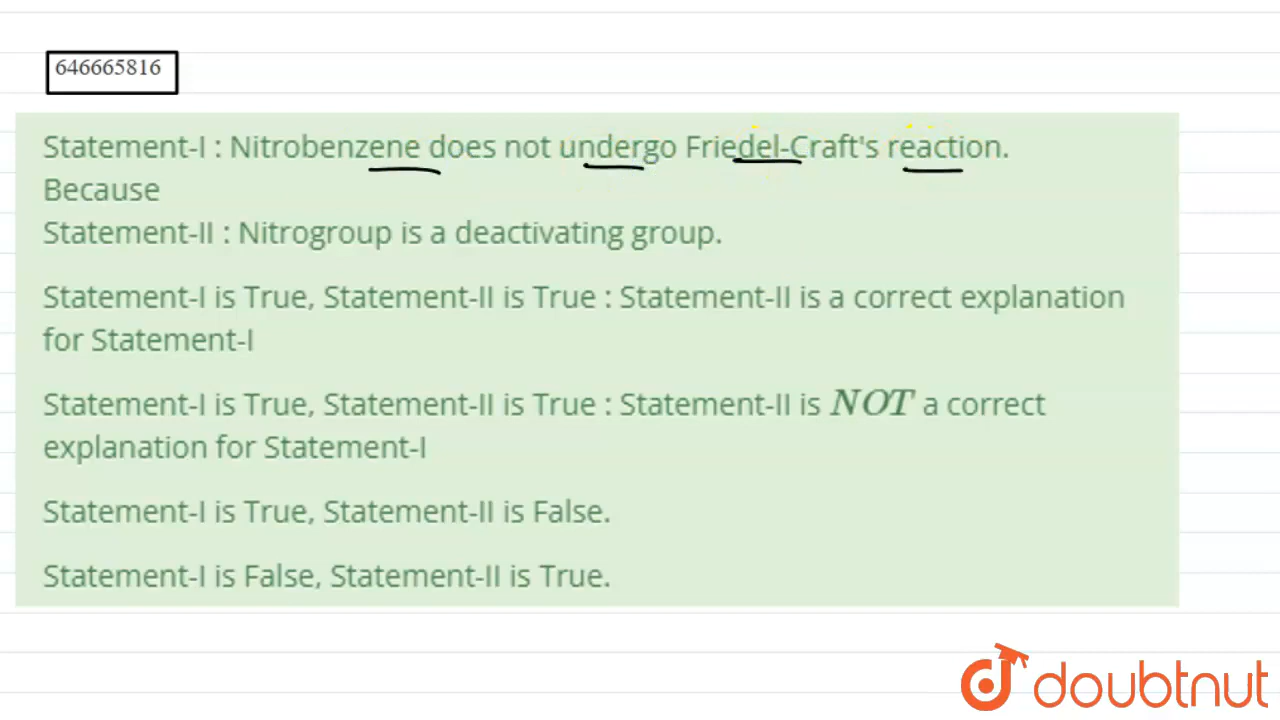 646665816
Statement-I : Nitrobenzene does not undergo Friedel-Craft's reaction.
Because
Statement-II : Nitrogroup is a deactivating group.
Statement-I is True, Statement-II is True : Statement-II is a correct explanation
for Statement-I
Statement-I is True, Statement-II is True : Statement-II is NOT a correct
explanation for Statement-I
Statement-I is True, Statement-II is False.
Statement-I is False, Statement-II is True.
doubtnut